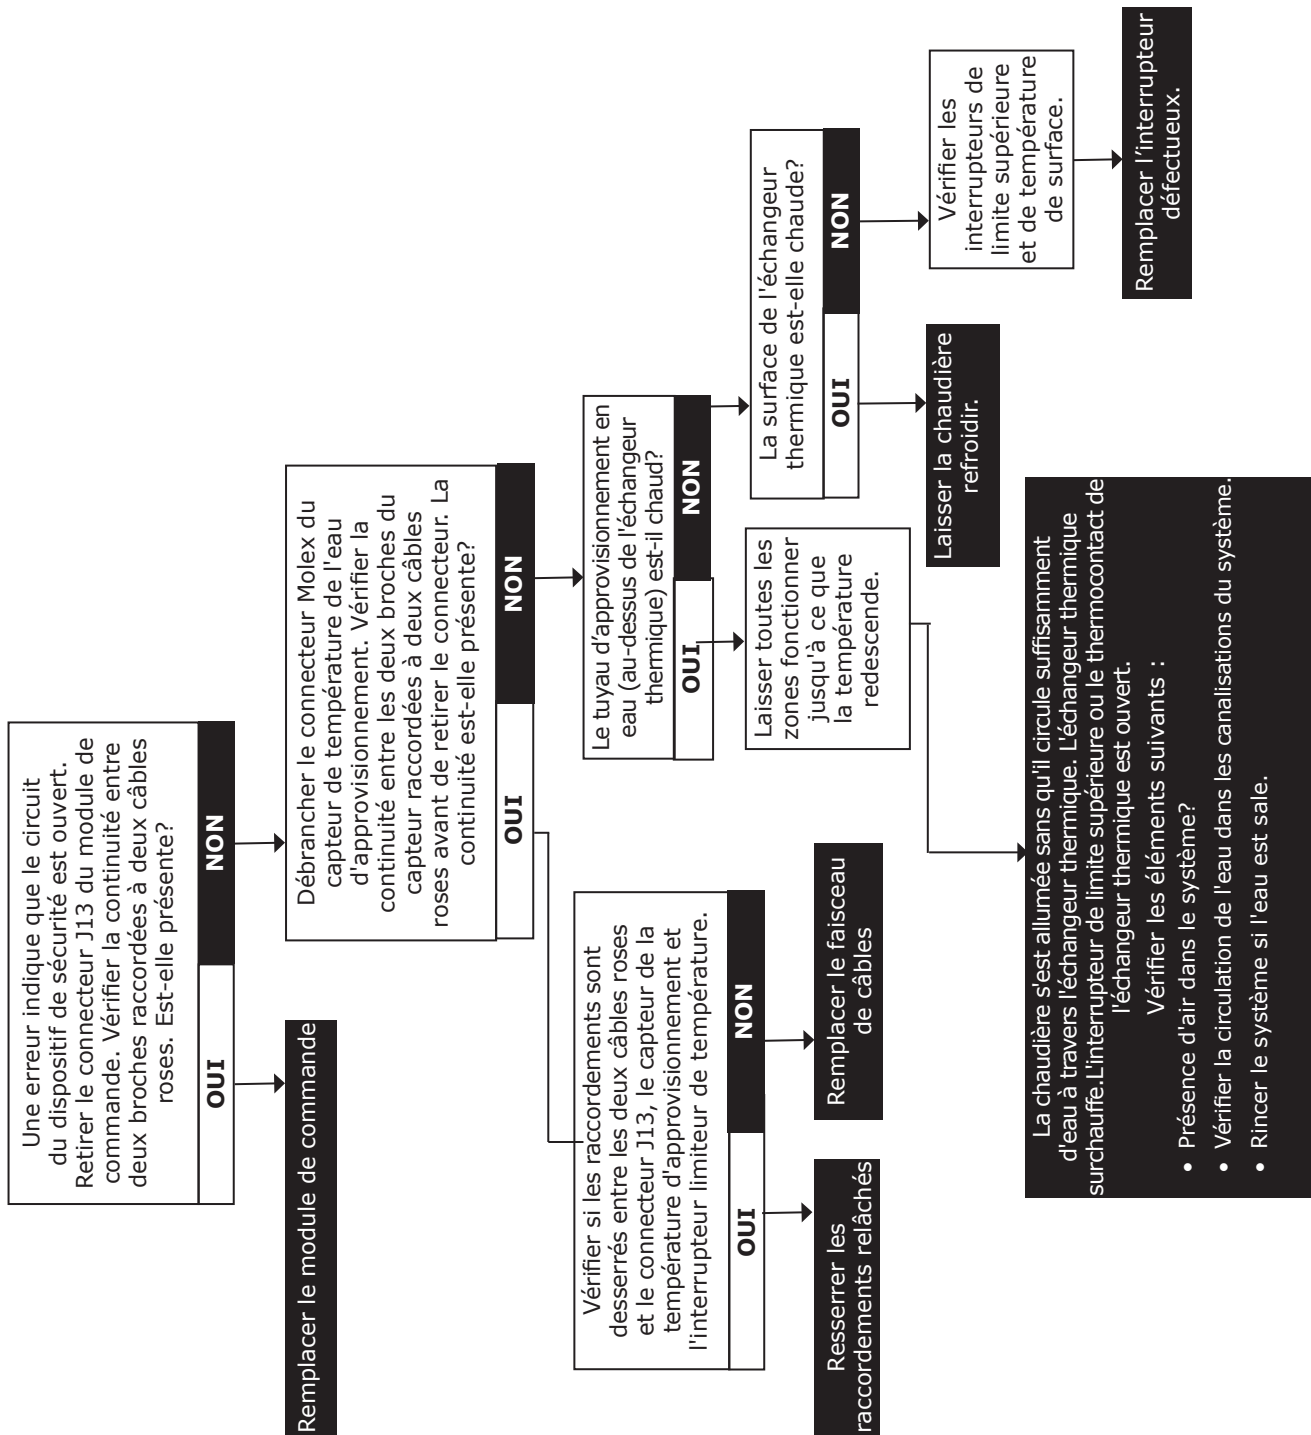 Une erreur indique que le circuit
du dispositif de sécurité est ouvert.
Retirer le connecteur J13 du module de
commande. Vérifier la continuité entre
deux broches raccordées à deux câbles
roses. Est-elle présente?
OUI
NON
Remplacer le module de commande
Débrancher le connecteur Molex du
capteur de température de l'eau
d'approvisionnement. Vérifier la
continuité entre les deux broches du
capteur raccordées à deux câbles
roses avant de retirer le connecteur. La
continuité est-elle présente?
OUI
NON
Vérifier si les raccordements sont
desserrés entre les deux câbles roses
et le connecteur J13, le capteur de la
température d'approvisionnement et
l'interrupteur limiteur de température.
OUI
NON
Resserrer les
raccordements relâchés
Remplacer le faisceau
de câbles
Le tuyau d’approvisionnement en
eau (au-dessus de l'échangeur
thermique) est-il chaud?
OUI
NON
Laisser toutes les
zones fonctionner
jusqu'à ce que
la température
redescende.
La surface de l'échangeur
thermique est-elle chaude?
OUI
NON
Laisser la chaudière
refroidir.
Vérifier les
interrupteurs de
limite supérieure
et de température
de surface.
Remplacer l’interrupteur
défectueux.
La chaudière s'est allumée sans qu'il circule suffisamment
d'eau à travers l'échangeur thermique. L'échangeur thermique
surchauffe.L'interrupteur de limite supérieure ou le thermocontact de
l'échangeur thermique est ouvert.
Vérifier les éléments suivants :
• Présence d'air dans le système?
• Vérifier la circulation de l'eau dans les canalisations du système.
• Rincer le système si l'eau est sale.